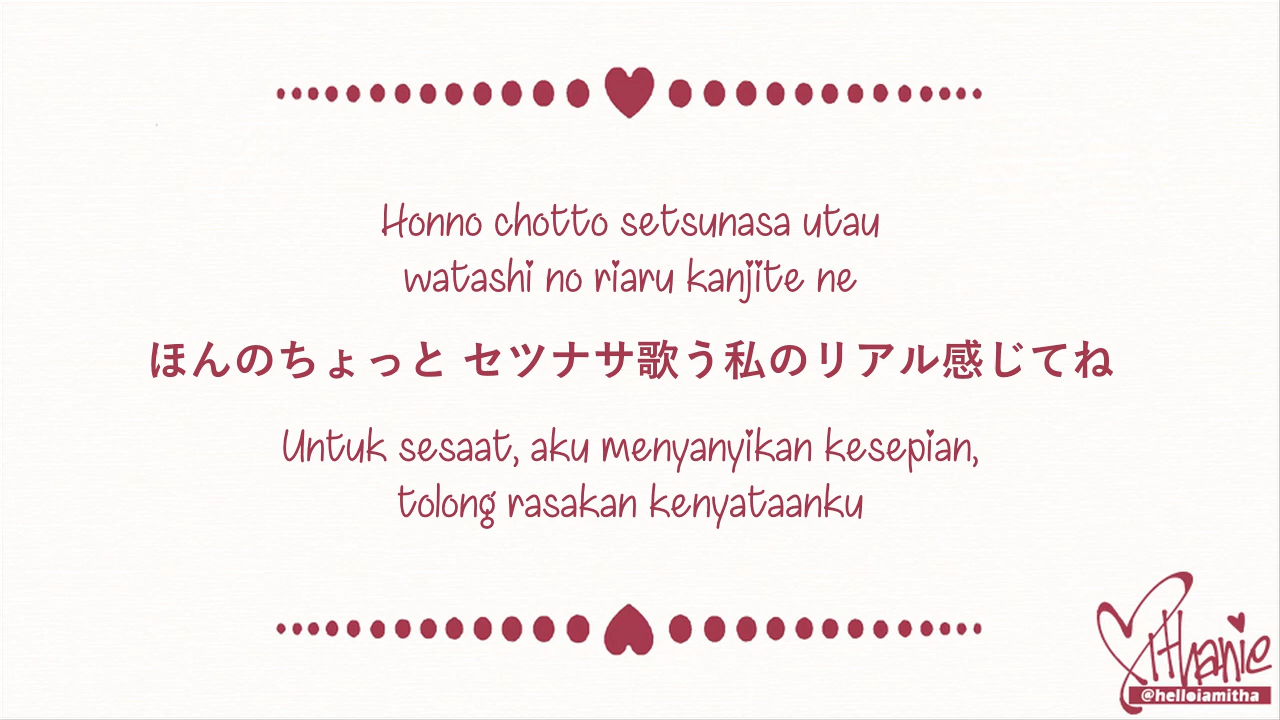 Honno chotto setsunasa utau
watashi no riaru kanjite ne
ほんのちょっと セツナサ歌う私のリアル感じてね
Untuk sesaat, aku menyanyikan kesepian,
tolong rasakan kenyataanku
Mithanie
@helloiamitha